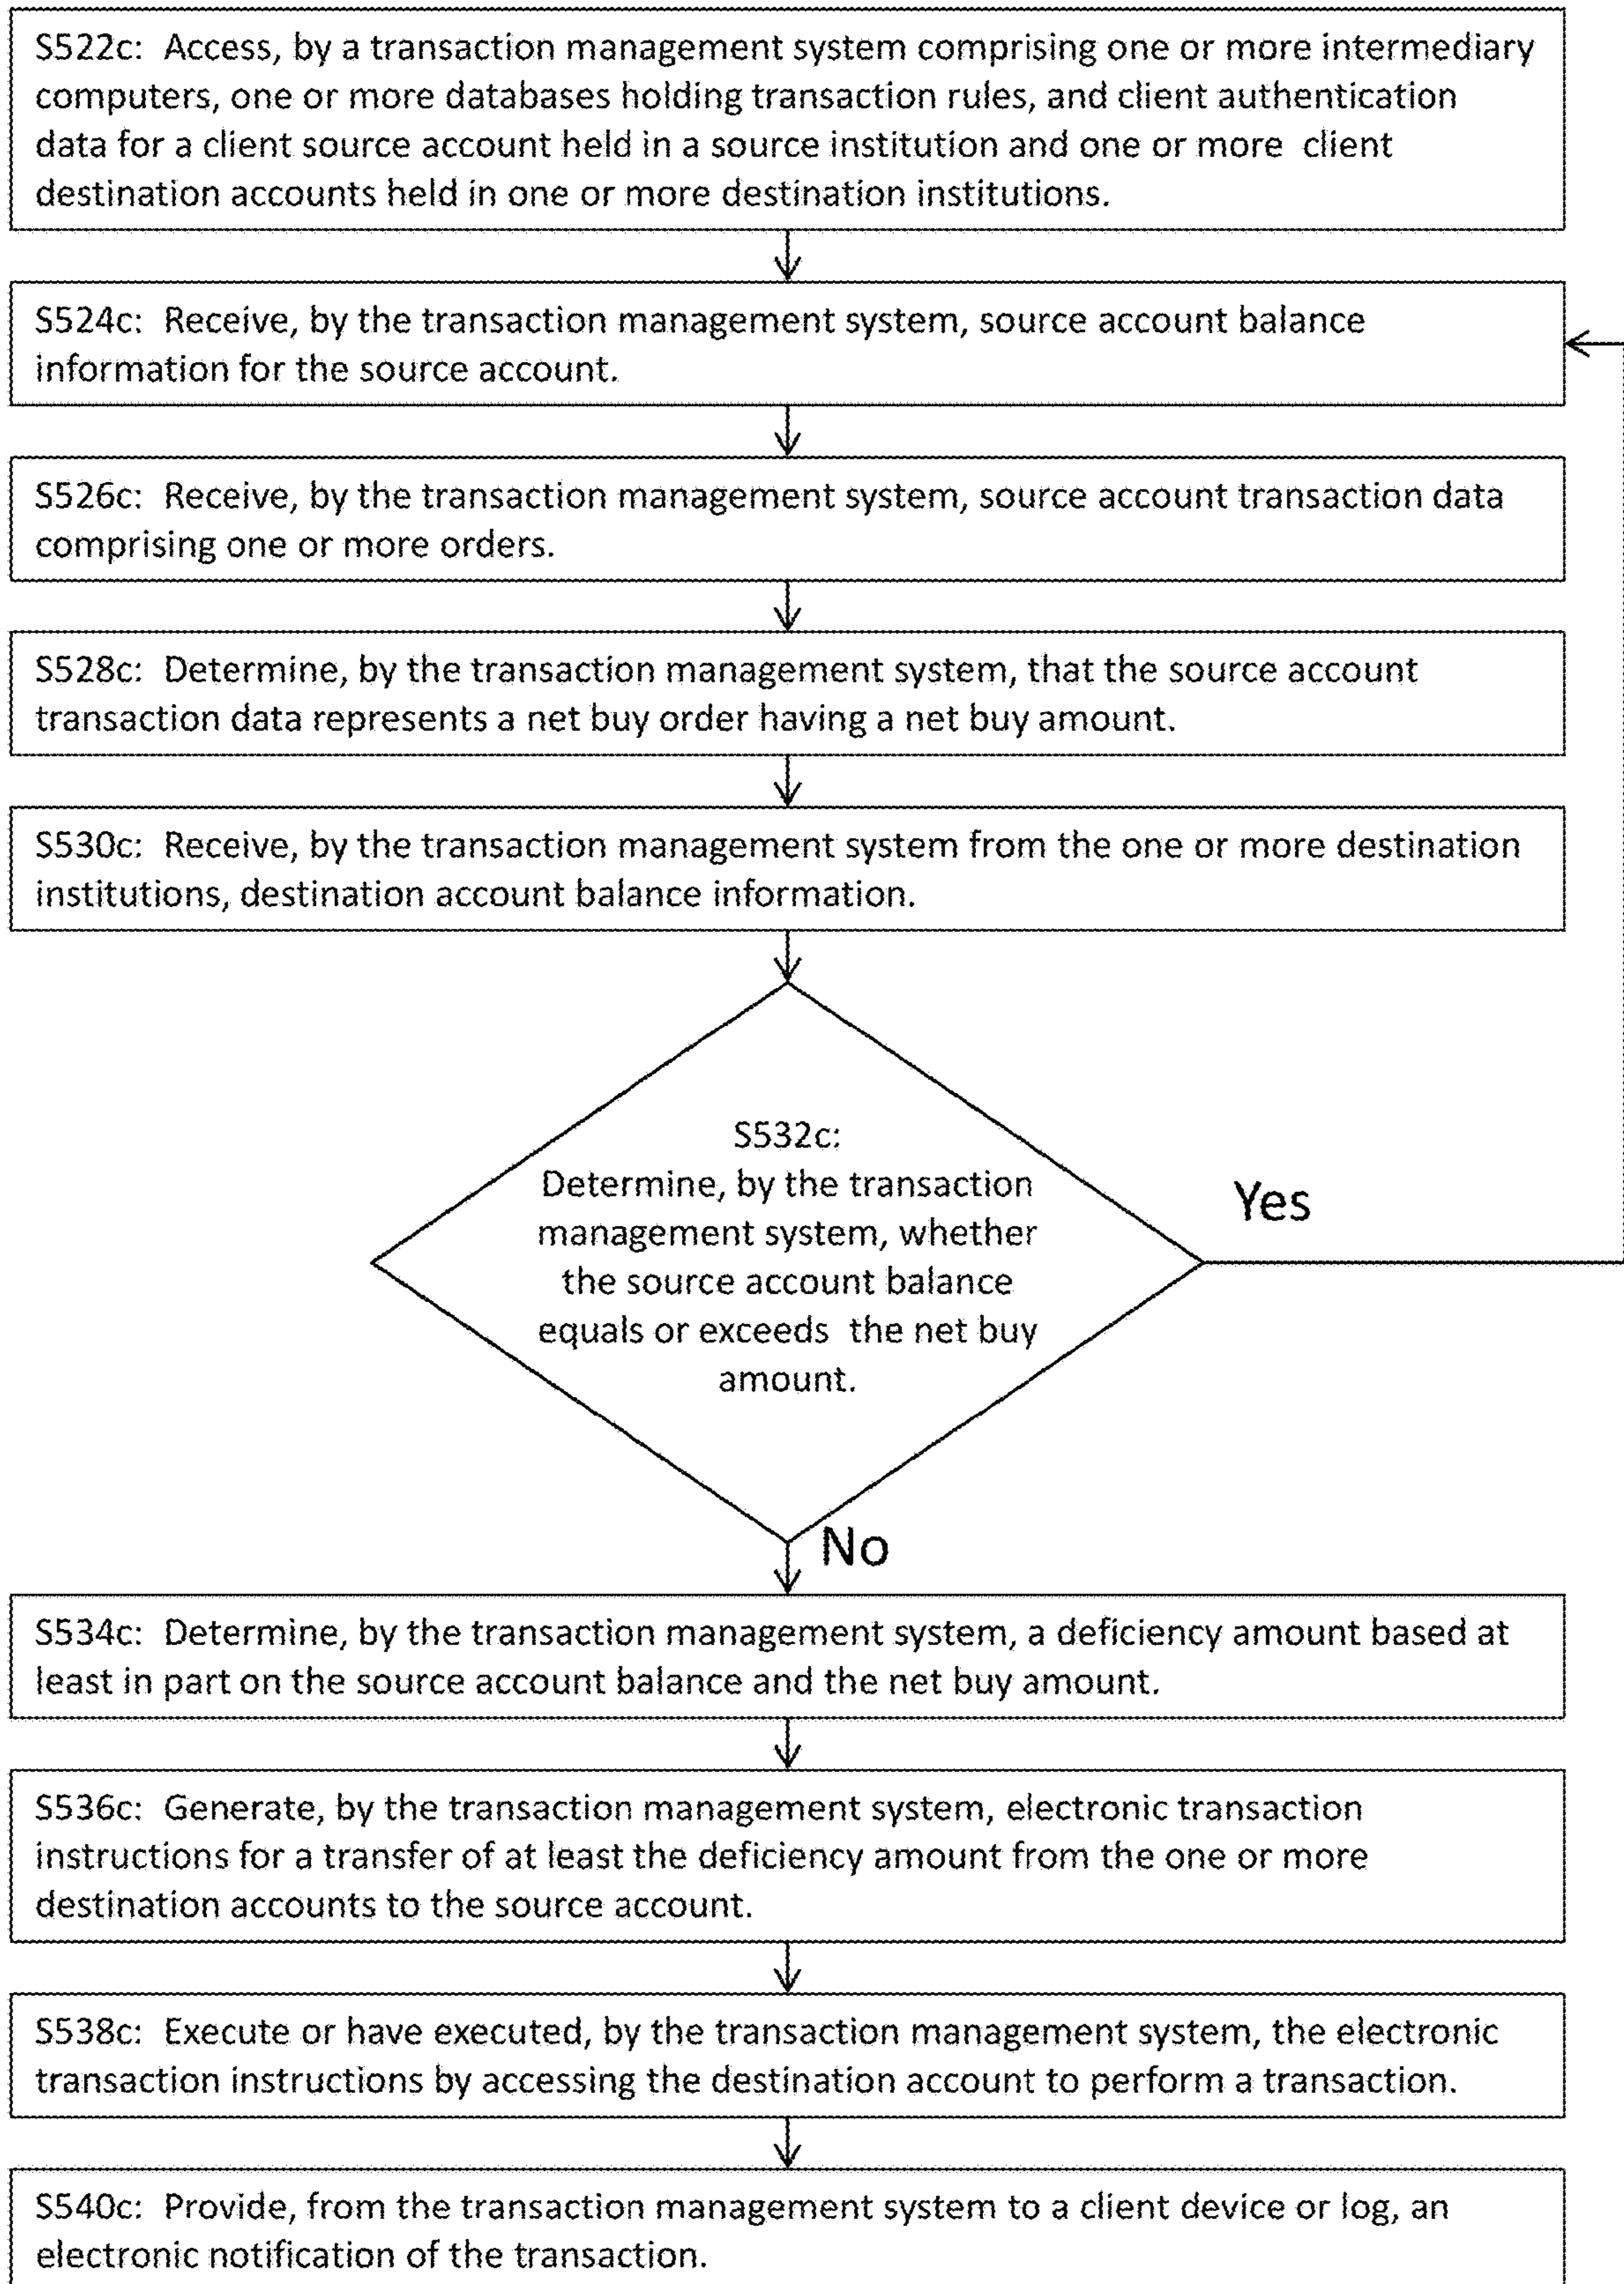 S522c: Access, by a transaction management system comprising one or more intermediary
computers, one or more databases holding transaction rules, and client authentication
data for a client source account held in a source institution and one or more client
destination accounts held in one or more destination institutions.
S524c: Receive, by the transaction management system, source account balance
information for the source account.
S526c: Receive, by the transaction management system, source account transaction data
comprising one or more orders.
S528c: Determine, by the transaction management system, that the source account
transaction data represents a net buy order having a net buy amount.
S530c: Receive, by the transaction management system from the one or more destination
institutions, destination account balance information.
S532c:
Determine, by the transaction
management system, whether
the source account balance
equals or exceeds the net buy
amount.
Yes
No
S534c: Determine, by the transaction management system, a deficiency amount based at
least in part on the source account balance and the net buy amount.
S536c: Generate, by the transaction management system, electronic transaction
instructions for a transfer of at least the deficiency amount from the one or more
destination accounts to the source account.
S538c: Execute or have executed, by the transaction management system, the electronic
transaction instructions by accessing the destination account to perform a transaction.
S540c: Provide, from the transaction management system to a client device or log, an
electronic notification of the transaction.